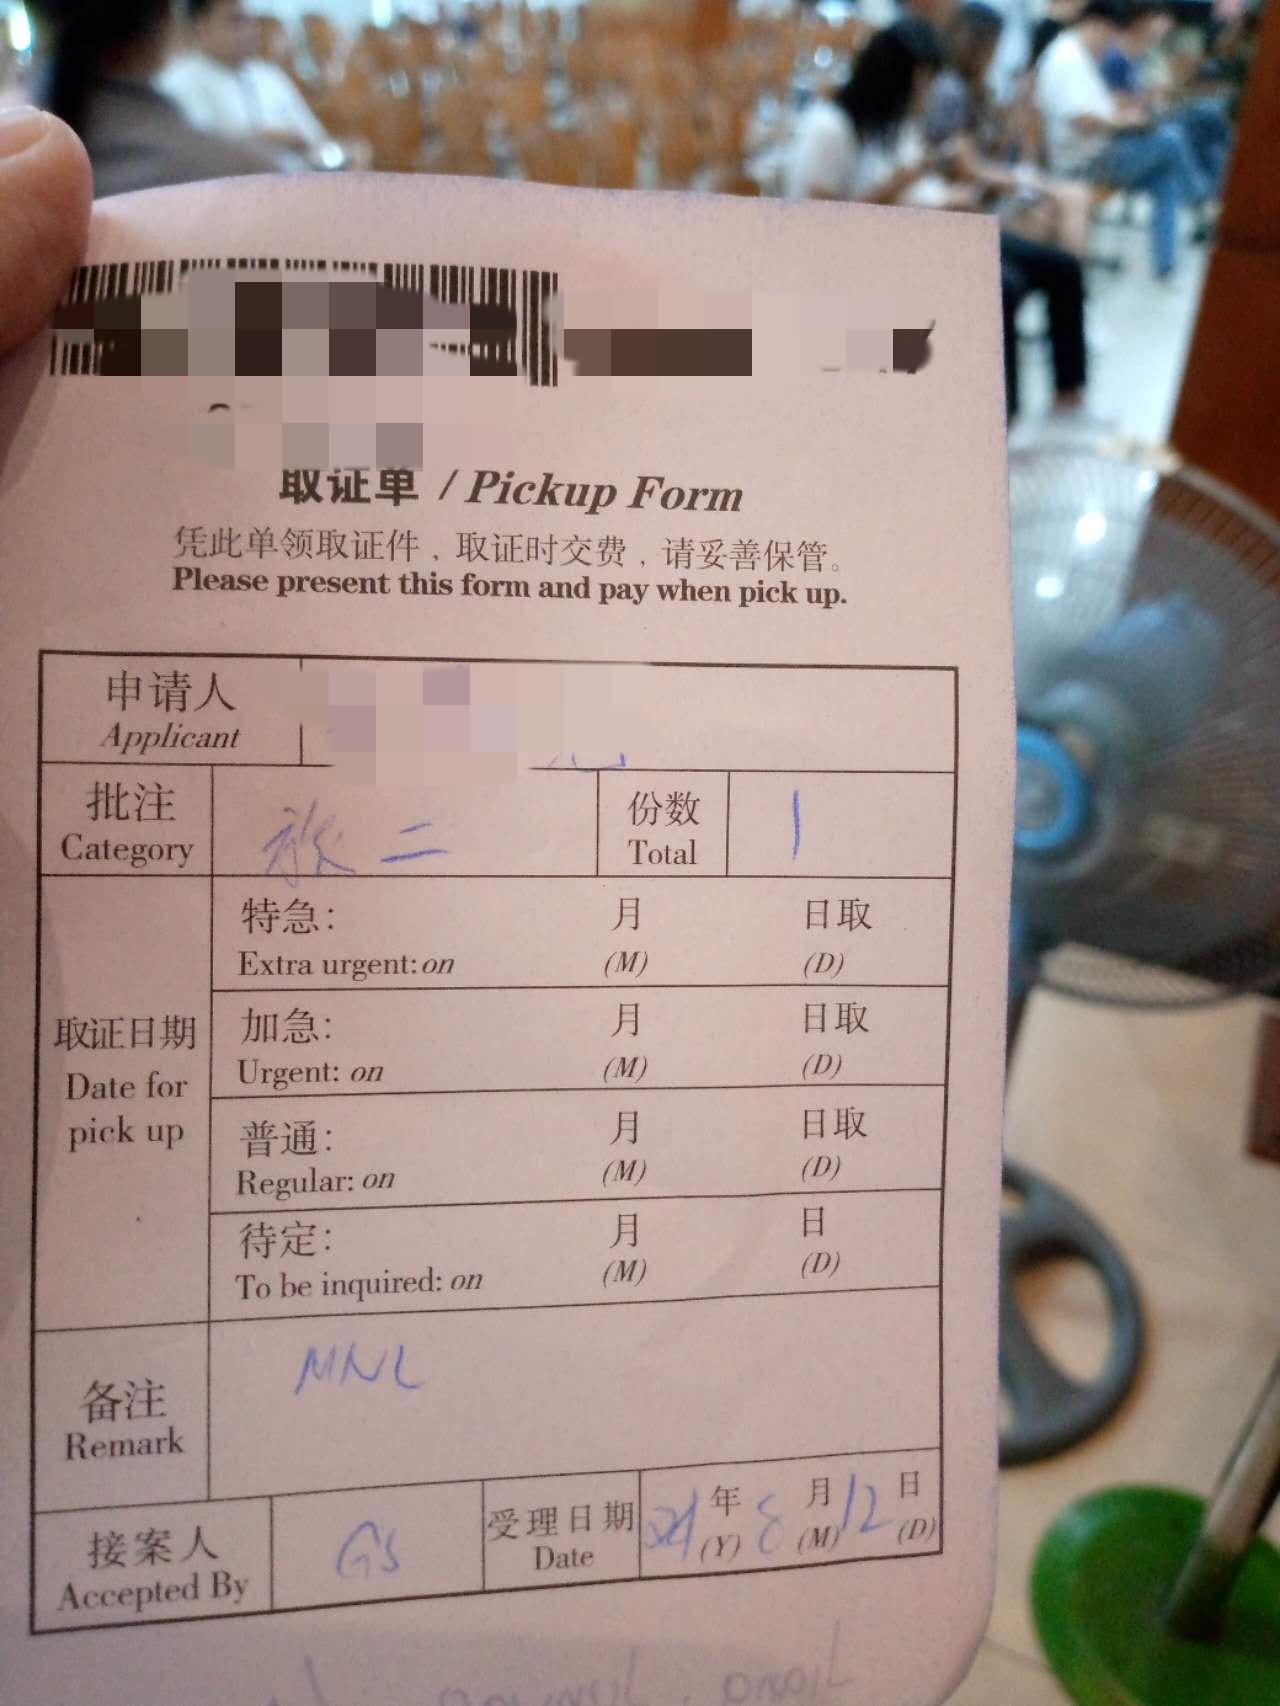 取证单 / Pickup Form
凭此单领取证件，取证时交费，请妥善保管。
Please present this form and pay when pick up.
申请人
Applicant
批注 二 份数 1
Category Total
取证日期
Date for
pick up
特急： 月 日取
Extra urgent: on (M) (D)
加急： 月 日取
Urgent: on (M) (D)
普通： 月 日取
Regular: on (M) (D)
待定： 月 日
To be inquired: on (M) (D)
备注 MNL
Remark
接案人 GS 受理日期 年 8 月 12 日
Accepted By Date (Y) (M) (D)